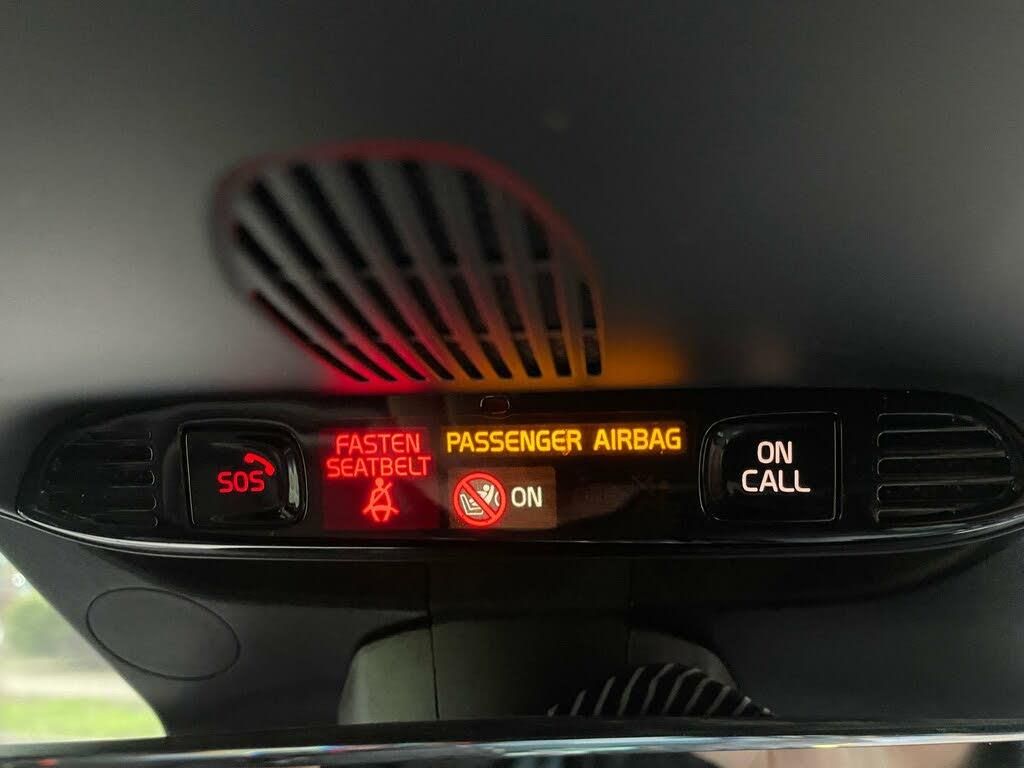 SOS
FASTEN
SEATBELT
PASSENGER AIRBAG
ON
ON
CALL